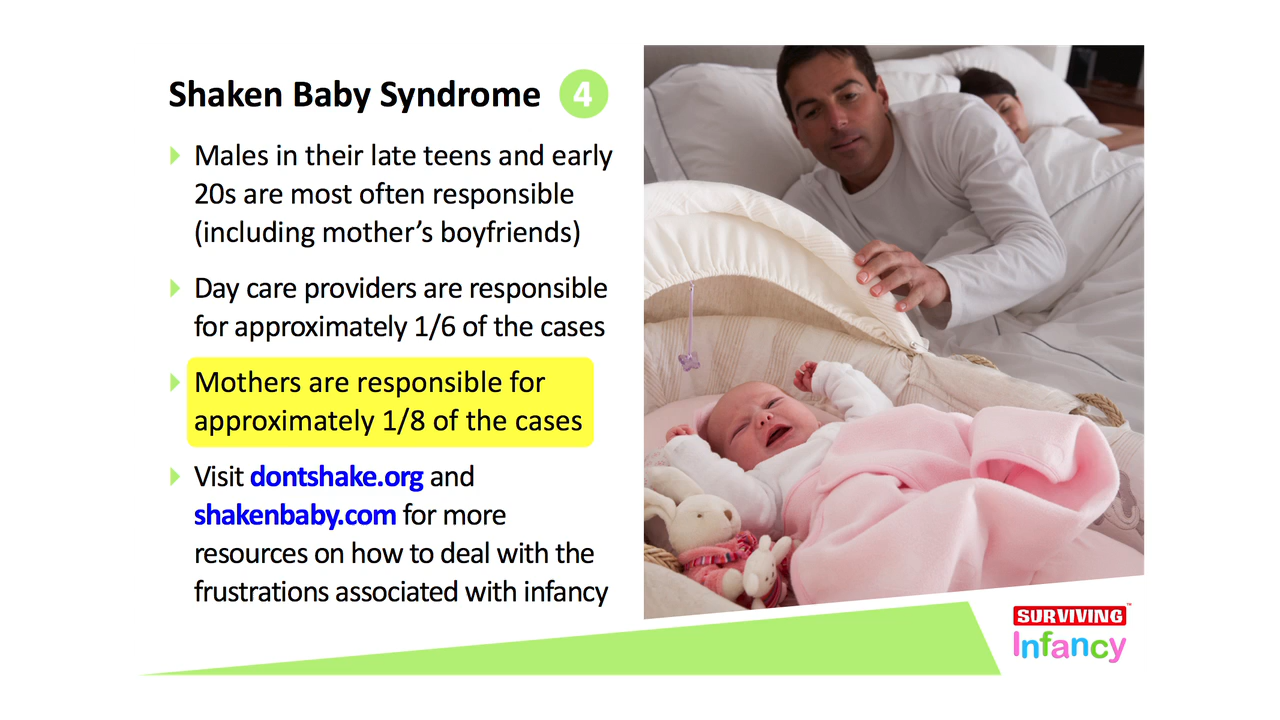 Shaken Baby Syndrome 4
Males in their late teens and early
20s are most often responsible
(including mother’s boyfriends)
Day care providers are responsible
for approximately 1/6 of the cases
Mothers are responsible for
approximately 1/8 of the cases
Visit dontshake.org and
shakenbaby.com for more
resources on how to deal with the
frustrations associated with infancy
SURVIVING™
Infancy